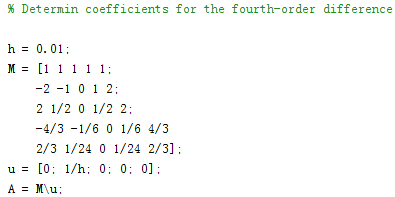 % Determin coefficients for the fourth-order difference
h = 0.01;
M = [1 1 1 1 1;
-2 -1 0 1 2;
2 1/2 0 1/2 2;
-4/3 -1/6 0 1/6 4/3
2/3 1/24 0 1/24 2/3];
u = [0; 1/h; 0; 0; 0];
A = M\u;